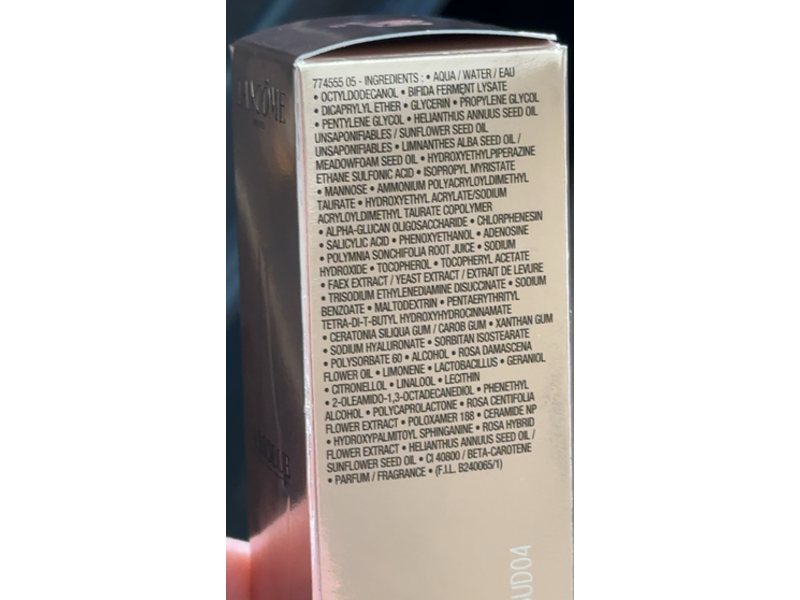 LANCÔME
774555 05 - INGREDIENTS : • AQUA / WATER / EAU
• OCTYLDODECANOL • BIFIDA FERMENT LYSATE
• DICAPRYLYL ETHER • GLYCERIN • PROPYLENE GLYCOL
• PENTYLENE GLYCOL • HELIANTHUS ANNUUS SEED OIL
UNSAPONIFIABLES / SUNFLOWER SEED OIL
UNSAPONIFIABLES • LIMNANTHES ALBA SEED OIL /
MEADOWFOAM SEED OIL • HYDROXYETHYLPIPERAZINE
ETHANE SULFONIC ACID • ISOPROPYL MYRISTATE
• MANNOSE • AMMONIUM POLYACRYLOYLDIMETHYL
TAURATE • HYDROXYETHYL ACRYLATE/SODIUM
ACRYLOYLDIMETHYL TAURATE COPOLYMER
• ALPHA-GLUCAN OLIGOSACCHARIDE • CHLORPHENESIN
• SALICYLIC ACID • PHENOXYETHANOL • ADENOSINE
• POLYMNIA SONCHIFOLIA ROOT JUICE • SODIUM
HYDROXIDE • TOCOPHEROL • TOCOPHERYL ACETATE
• FAEX EXTRACT / YEAST EXTRACT / EXTRAIT DE LEVURE
• TRISODIUM ETHYLENEDIAMINE DISUCCINATE • SODIUM
BENZOATE • MALTODEXTRIN • PENTAERYTHRITYL
TETRA-DI-T-BUTYL HYDROXYHYDROCINNAMATE
• CERATONIA SILIQUA GUM / CAROB GUM • XANTHAN GUM
• SODIUM HYALURONATE • SORBITAN ISOSTEARATE
• POLYSORBATE 60 • ALCOHOL • ROSA DAMASCENA
FLOWER OIL • LIMONENE • LACTOBACILLUS • GERANIOL
• CITRONELLOL • LINALOOL • LECITHIN
• 2-OLEAMIDO-1,3-OCTADECANEDIOL • PHENETHYL
ALCOHOL • POLYCAPROLACTONE • ROSA CENTIFOLIA
FLOWER EXTRACT • POLOXAMER 188 • CERAMIDE NP
• HYDROXYPALMITOYL SPHINGANINE • ROSA HYBRID
FLOWER EXTRACT • HELIANTHUS ANNUUS SEED OIL /
SUNFLOWER SEED OIL • CI 40800 / BETA-CAROTENE
• PARFUM / FRAGRANCE • (F.I.L. B240065/1)